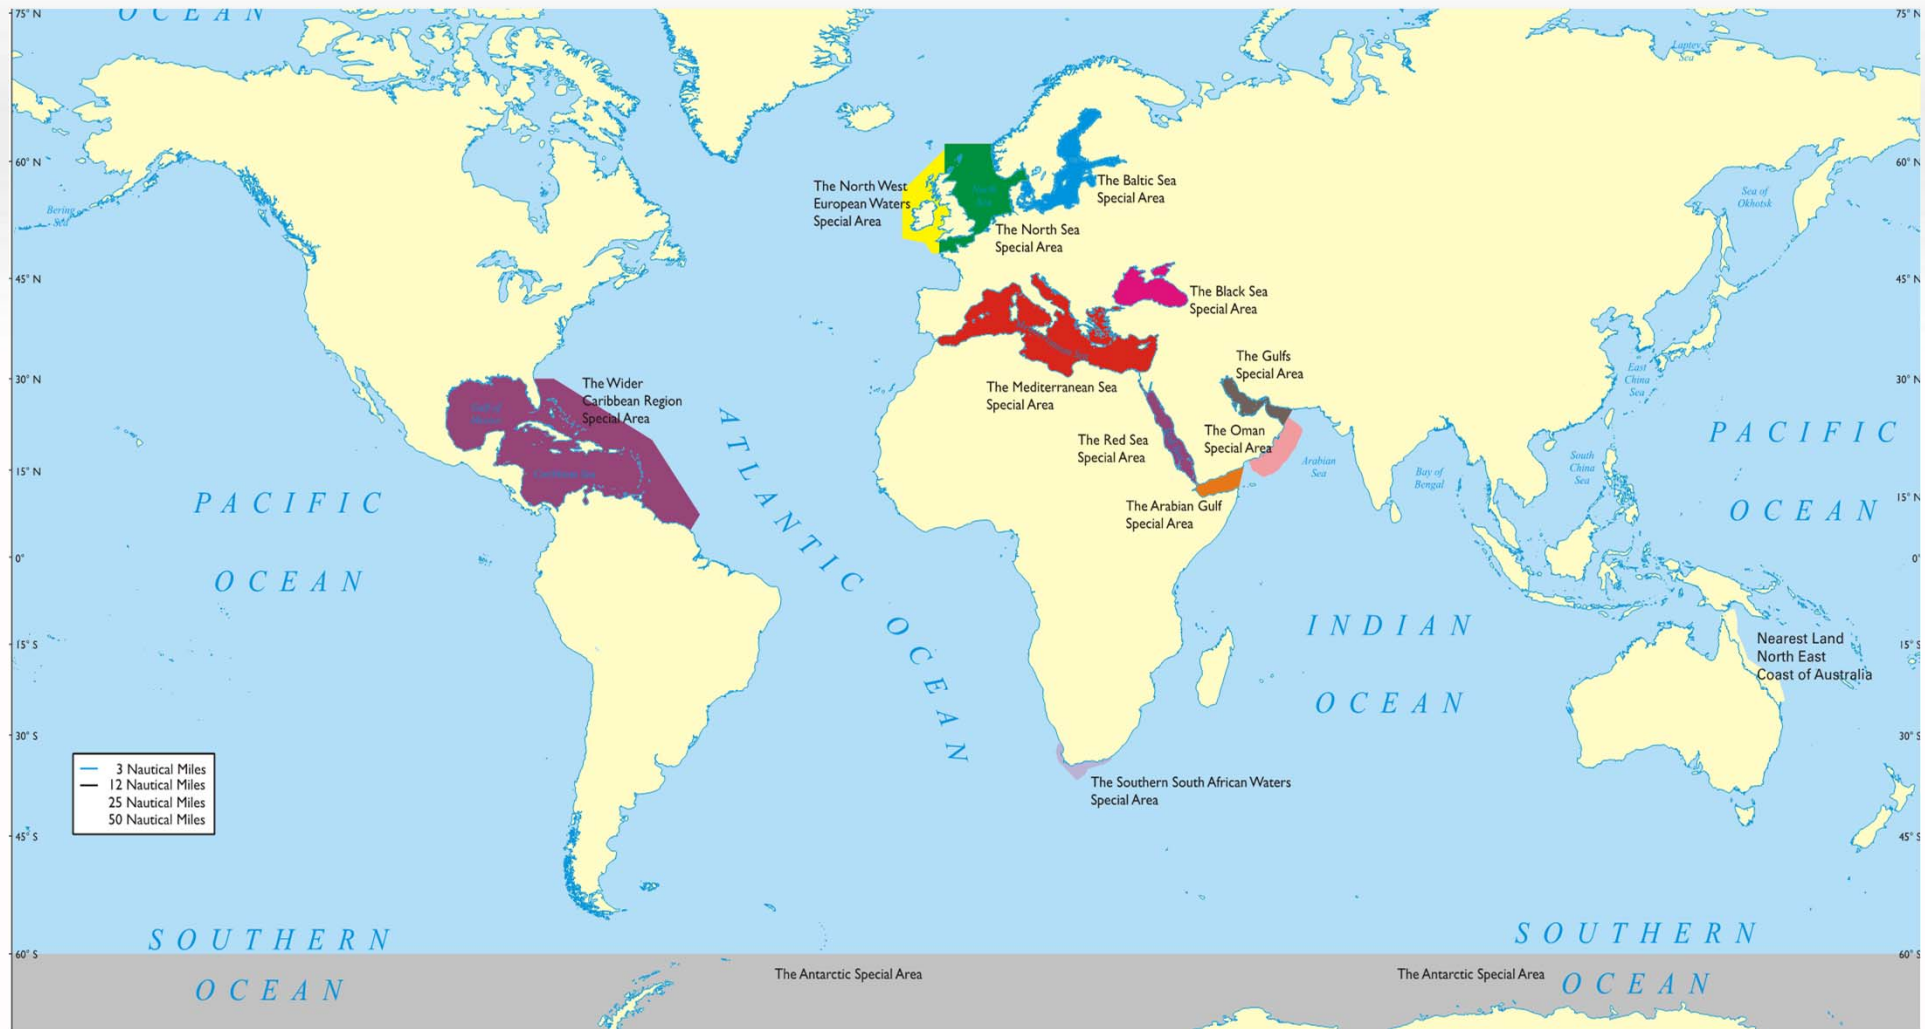 75° N
OCEAN
75° N
Laptev
Sea
60° N
60° N
The North West
European Waters
Special Area
The Baltic Sea
Special Area
Bering
Sea
North
Sea
Sea of
Okhotsk
The North Sea
Special Area
45° N
45° N
The Black Sea
Special Area
The Gulfs
Special Area
East
China
Sea
30° N
30° N
The Wider
Caribbean Region
Special Area
The Mediterranean Sea
Special Area
Gulf of
Mexico
ATLANTIC OCEAN
The Red Sea
Special Area
The Oman
Special Area
Arabian
Sea
Bay of
Bengal
South
China
Sea
PACIFIC
OCEAN
15° N
15° N
Caribbean Sea
PACIFIC
OCEAN
The Arabian Gulf
Special Area
0°
0°
INDIAN
OCEAN
15° S
15° S
Nearest Land
North East
Coast of Australia
30° S
30° S
3 Nautical Miles
12 Nautical Miles
25 Nautical Miles
50 Nautical Miles
The Southern South African Waters
Special Area
45° S
45° S
SOUTHERN
OCEAN
SOUTHERN
OCEAN
60° S
60° S
The Antarctic Special Area
The Antarctic Special Area